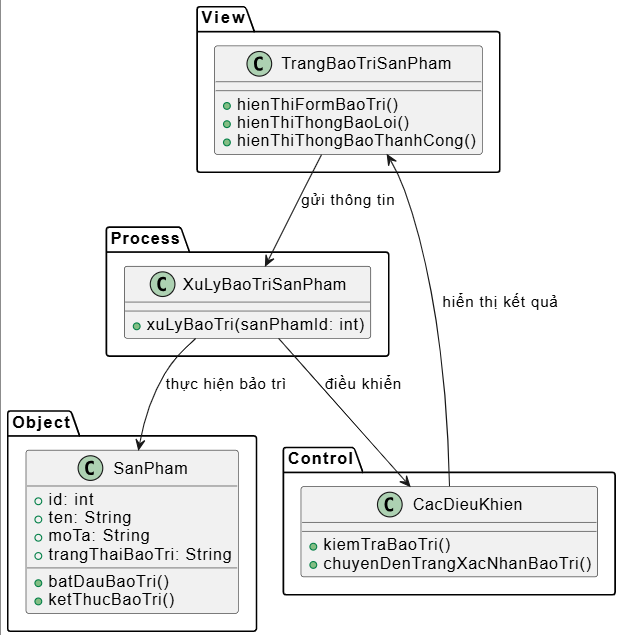 View
C TrangBaoTriSanPham
hienThiFormBaoTri()
hienThiThongBaoLoi()
hienThiThongBaoThanhCong()
gửi thông tin
Process
C XuLyBaoTriSanPham
xuLyBaoTri(sanPhamId: int)
hiển thị kết quả
thực hiện bảo trì
điều khiển
Object
C SanPham
id: int
ten: String
moTa: String
trangThaiBaoTri: String
batDauBaoTri()
ketThucBaoTri()
Control
C CacDieuKhien
kiemTraBaoTri()
chuyenDenTrangXacNhanBaoTri()